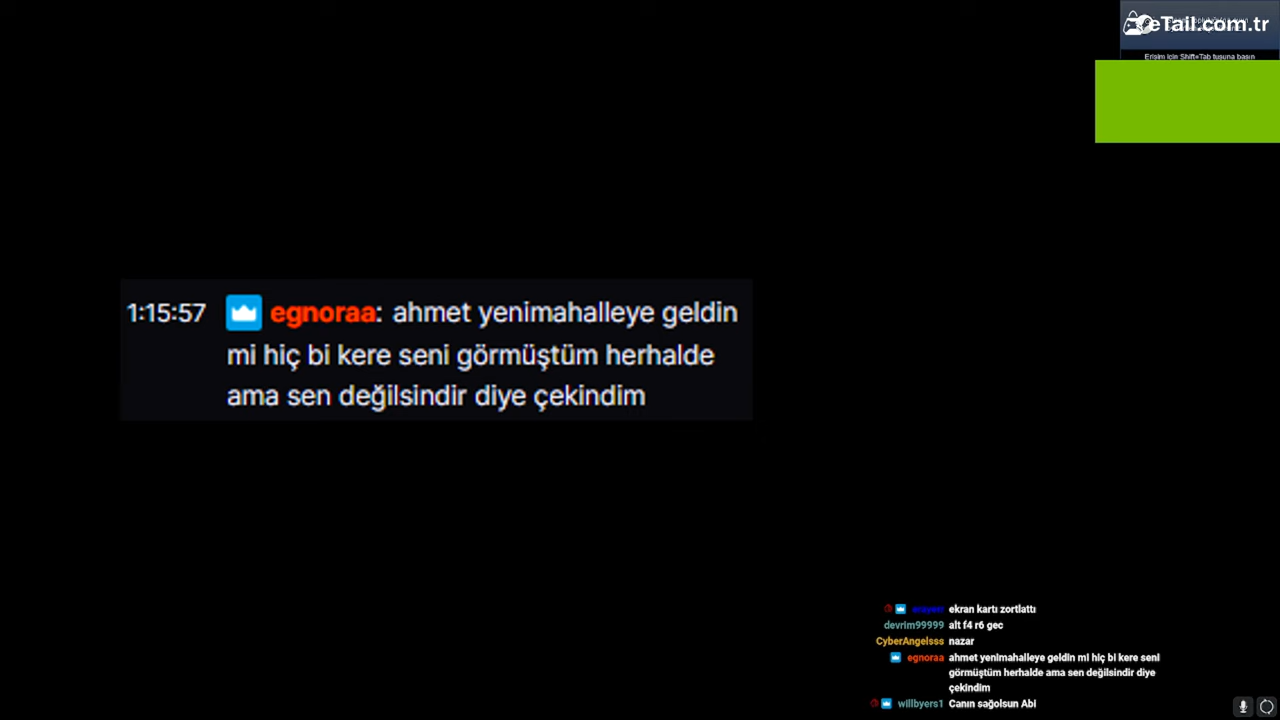 eTail.com.tr
Erişim için Shift+Tab tuşuna basın
1:15:57 egnoraa: ahmet yenimahalleye geldin
mi hiç bi kere seni görmüştüm herhalde
ama sen değilsindir diye çekindim
ekran kartı zortlattı
devrim99999 alt f4 r6 gec
CyberAngelsss nazar
egnoraa ahmet yenimahalleye geldin mi hiç bi kere seni
görmüştüm herhalde ama sen değilsindir diye
çekindim
willbyers1 Canın sağolsun Abi